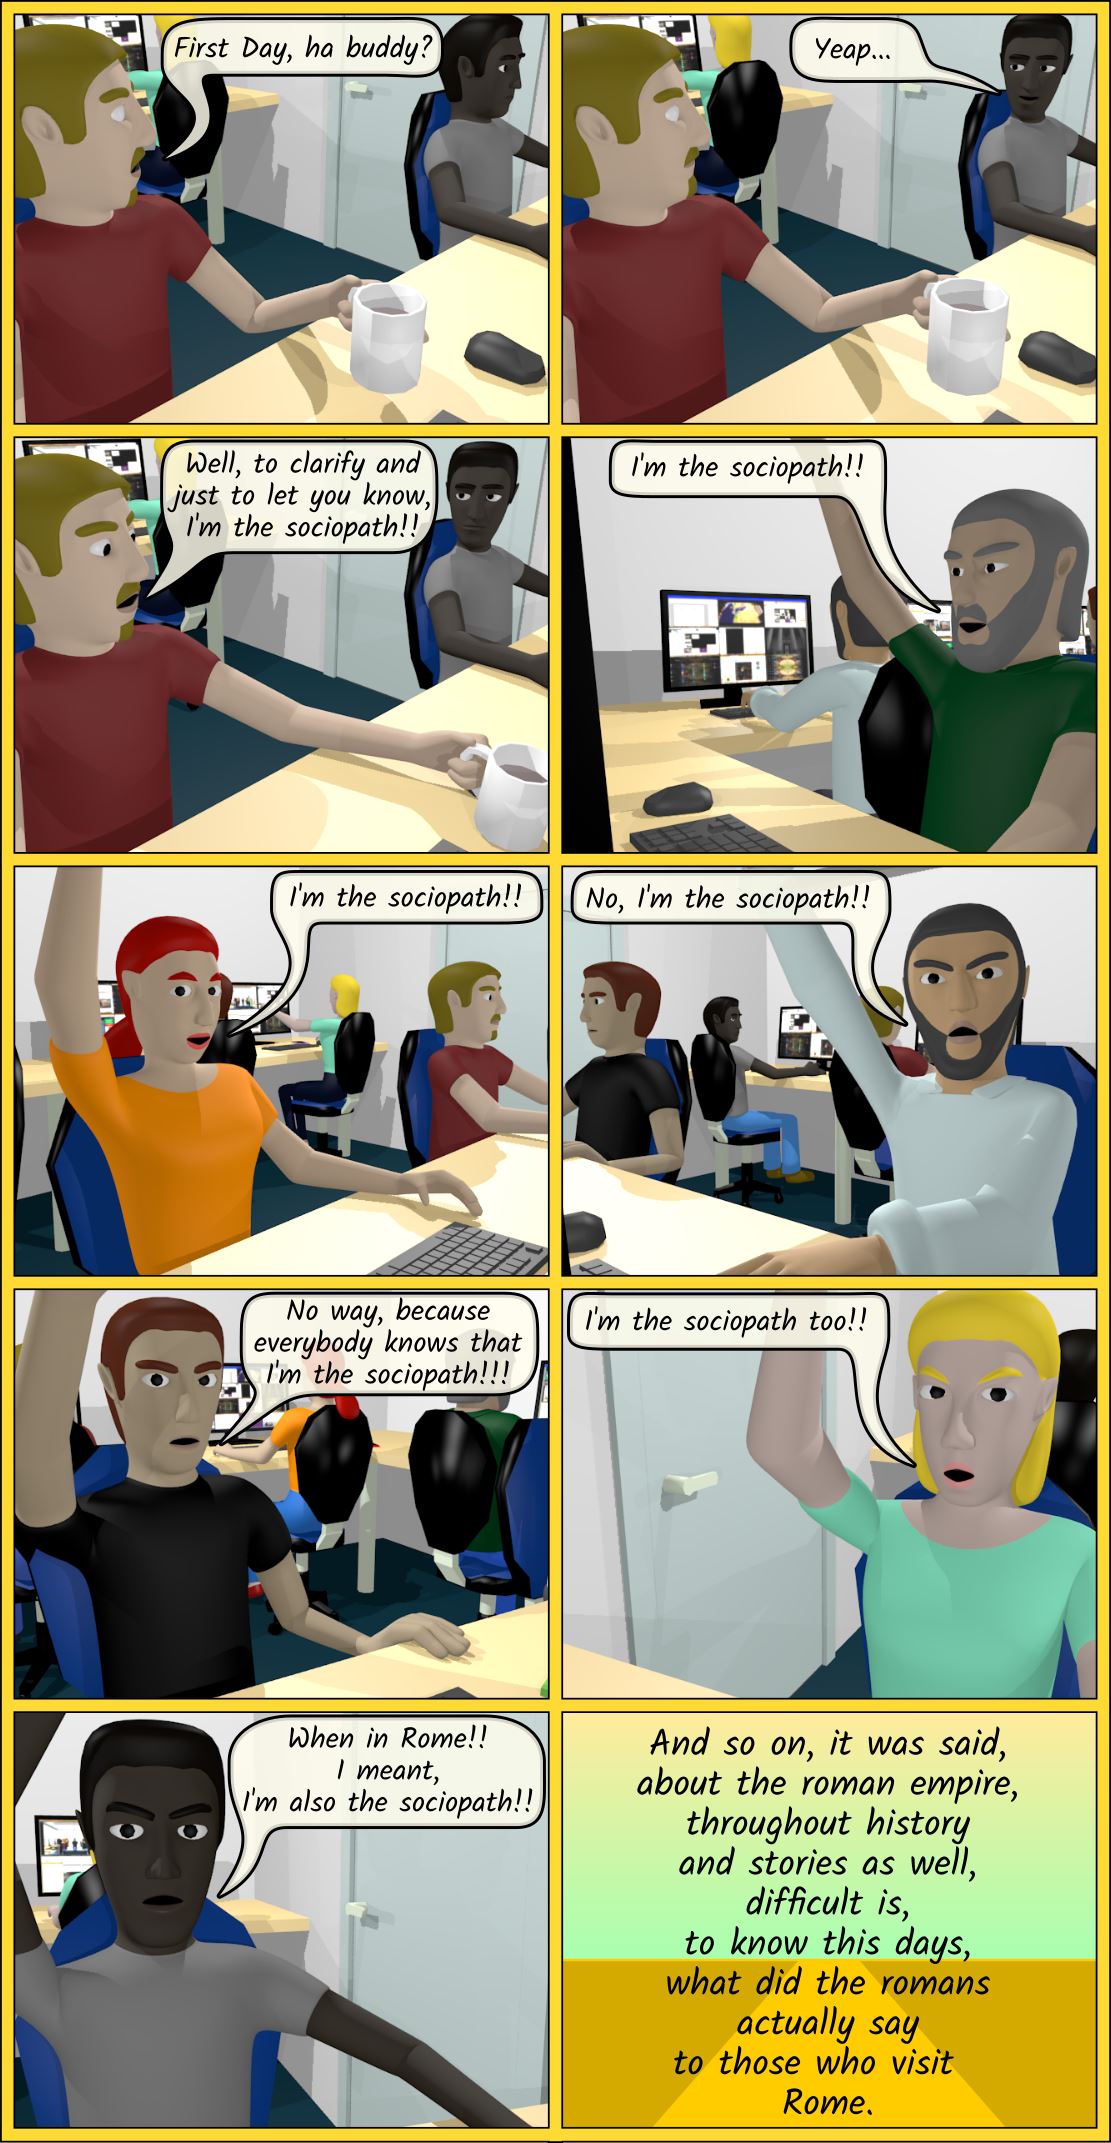 First Day, ha buddy?
Yeap...
Well, to clarify and
just to let you know,
I'm the sociopath!!
I'm the sociopath!!
I'm the sociopath!!
No, I'm the sociopath!!
No way, because
everybody knows that
I'm the sociopath!!!
I'm the sociopath too!!
When in Rome!!
I meant,
I'm also the sociopath!!
And so on, it was said,
about the roman empire,
throughout history
and stories as well,
difficult is,
to know this days,
what did the romans
actually say
to those who visit
Rome.